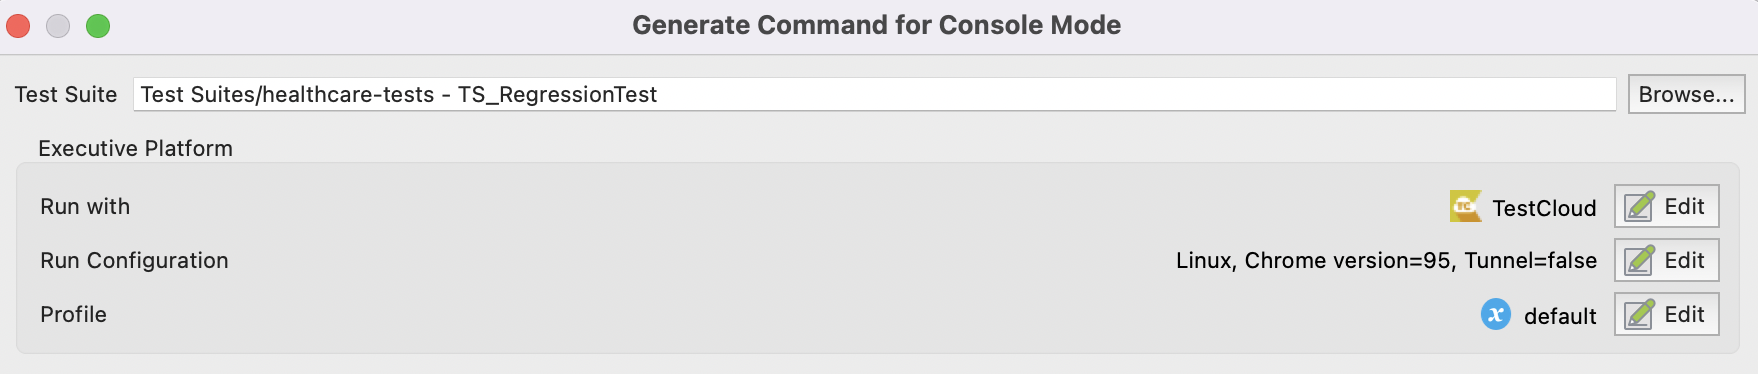 Generate Command for Console Mode
Test Suite Test Suites/healthcare-tests - TS_RegressionTest Browse...
Executive Platform
Run with TC TestCloud Edit
Run Configuration Linux, Chrome version=95, Tunnel=false Edit
Profile x default Edit